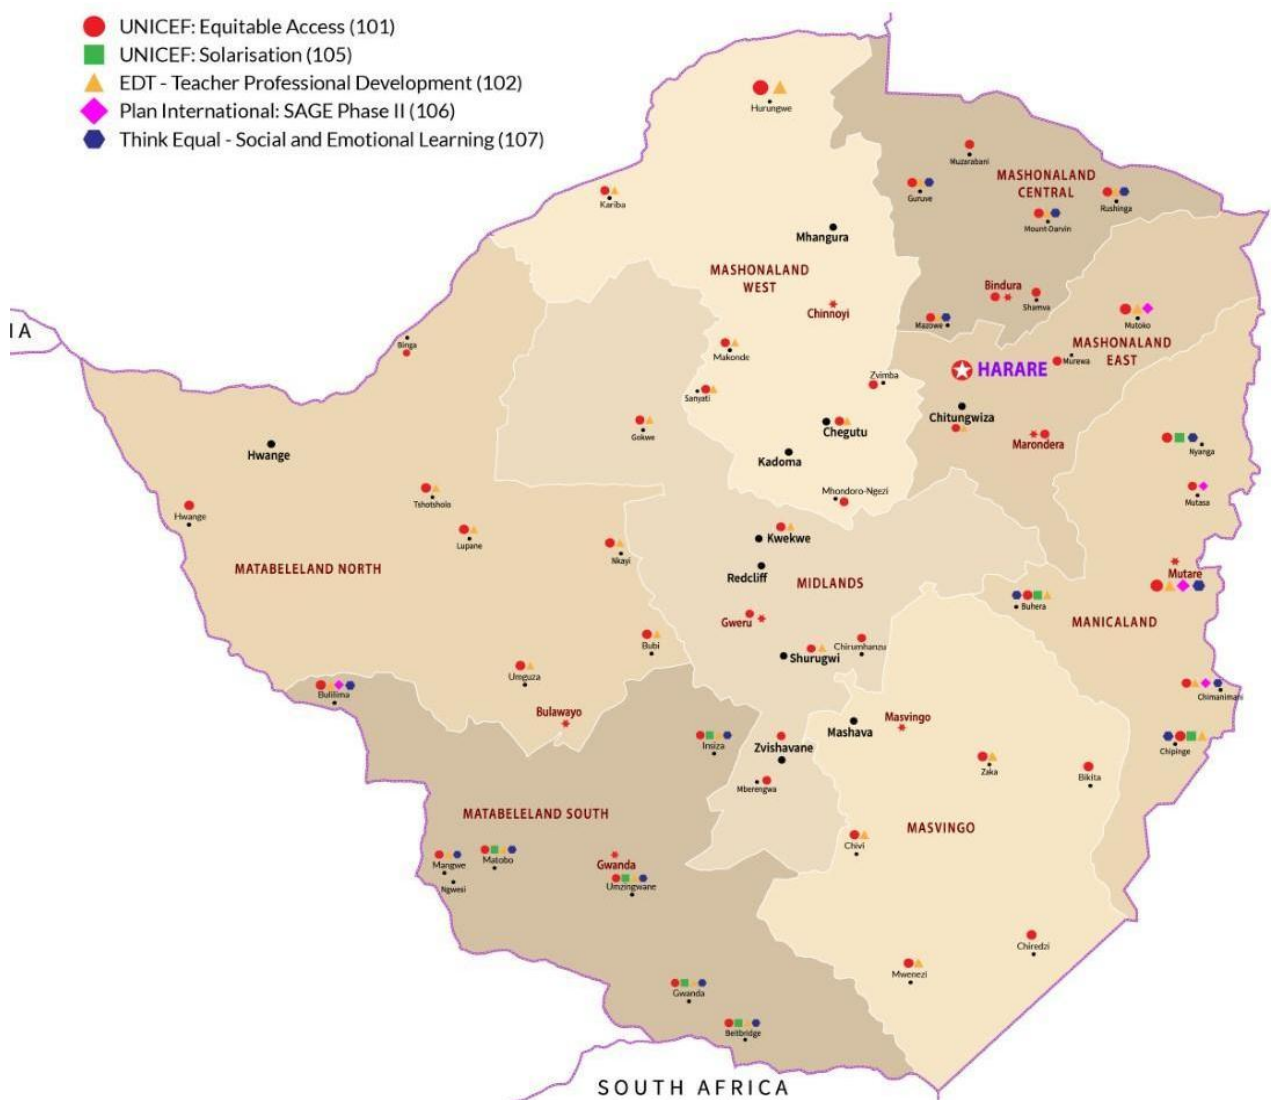 UNICEF: Equitable Access (101)
UNICEF: Solarisation (105)
EDT - Teacher Professional Development (102)
Plan International: SAGE Phase II (106)
Think Equal - Social and Emotional Learning (107)
Hurungwe
Muzarabani
MASHONALAND
CENTRAL
Guruve
Rushinga
Kariba
Mount-Darvin
Mhangura
MASHONALAND
WEST
Bindura
Shamva
Chinnoyi
Mazowe
Mutoko
IA
Binga
MASHONALAND
EAST
Makonde
Murewa
HARARE
Zvimba
Sanyati
Chitungwiza
Gokwe
Chegutu
Marondera
Hwange
Kadoma
Nyanga
Mhondoro-Ngezi
Tshotsholo
Mutasa
Hwange
Lupane
Kwekwe
Nkayi
MATABELELAND NORTH
Redcliff
MIDLANDS
Mutare
Buhera
Gweru
MANICALAND
Bubi
Chirumhanzu
Shurugwi
Umguza
Bulilima
Chimanimani
Bulawayo
Masvingo
Mashava
Insiza
Zvishavane
Chipinge
Zaka
Bikita
Mberengwa
MATABELELAND SOUTH
MASVINGO
Chivi
Mangwe
Matobo
Gwanda
Ngwesi
Umzingwane
Chiredzi
Mwenezi
Gwanda
Beitbridge
SOUTH AFRICA